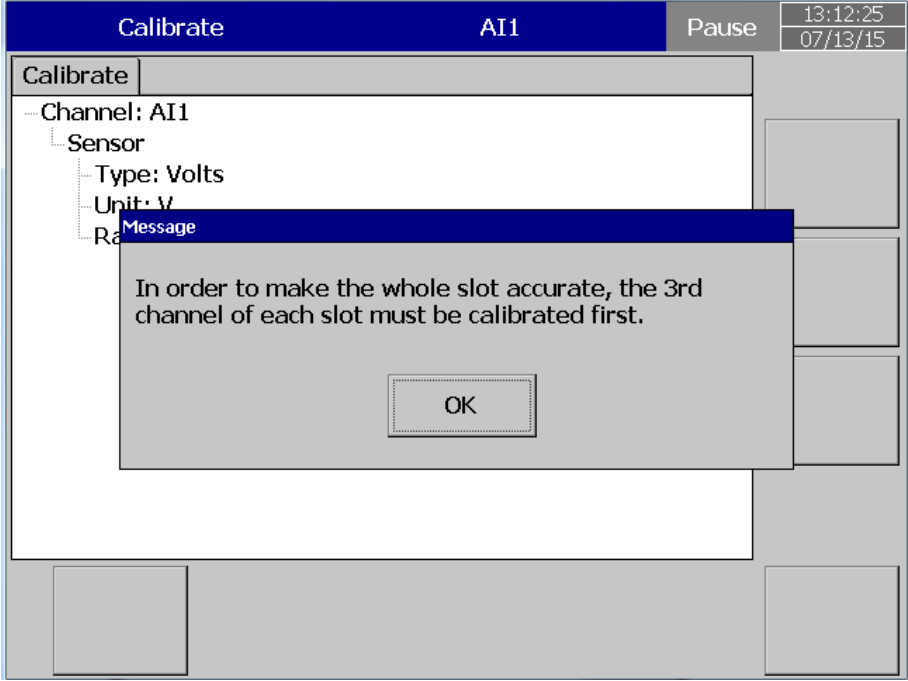 Calibrate AI1 Pause 13:12:25
07/13/15
Calibrate
Channel: AI1
Sensor
Type: Volts
Unit: V
Message
In order to make the whole slot accurate, the 3rd
channel of each slot must be calibrated first.
OK